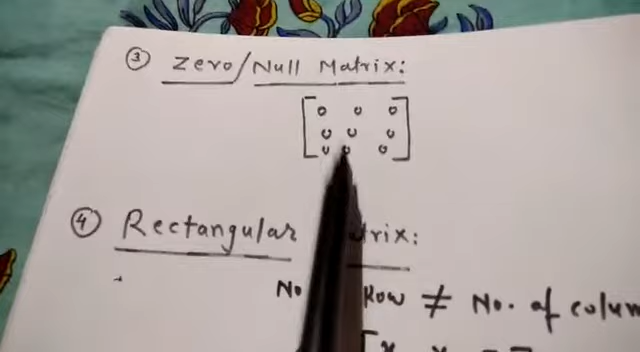 ③ Zero/Null Matrix:
[0 0 0
0 0 0
0 0 0]
④ Rectangular trix:
No Row ≠ No. of colum